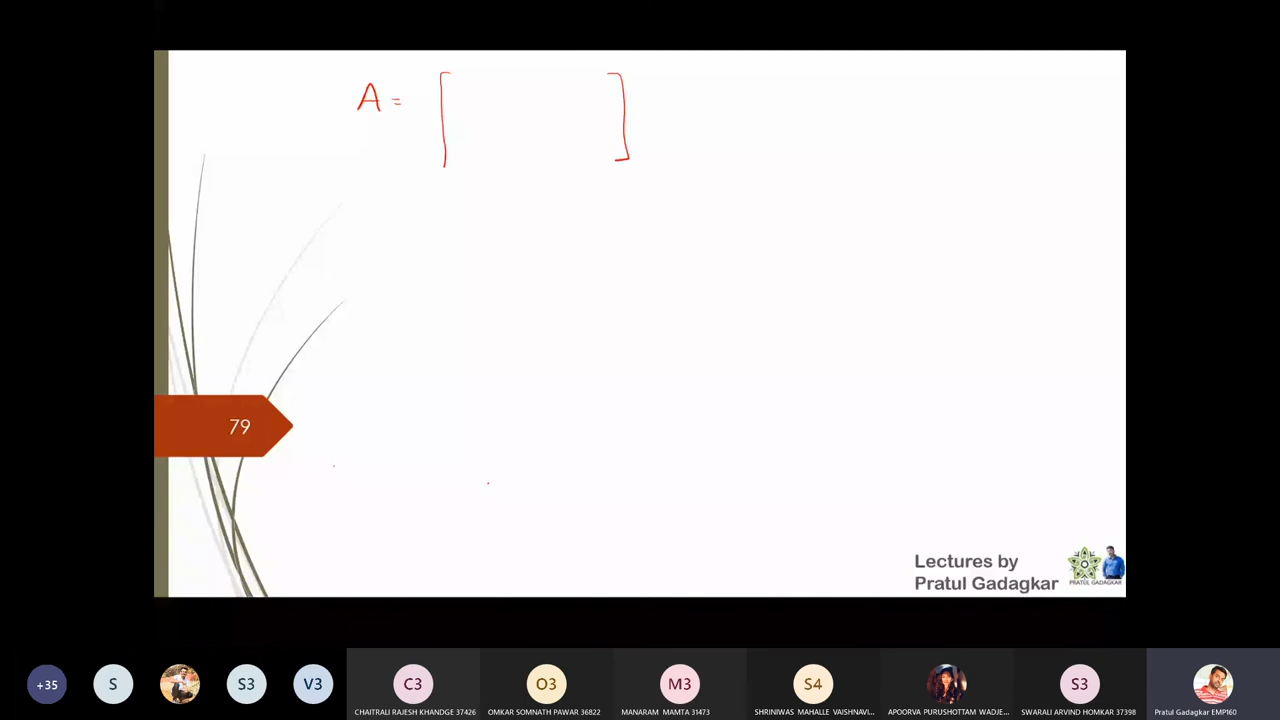 A = [ ]
79
Lectures by
Pratul Gadagkar
PRATUL GADAGKAR
+35
S
S3
V3
C3
O3
M3
S4
S3
CHAITRALI RAJESH KHANDGE 37426
OMKAR SOMNATH PAWAR 36822
MANARAM MAMTA 31473
SHRINIWAS MAHALLE VAISHNAVI...
APOORVA PURUSHOTTAM WADJE...
SWARALI ARVIND HOMKAR 37398
Pratul Gadagkar EMP160